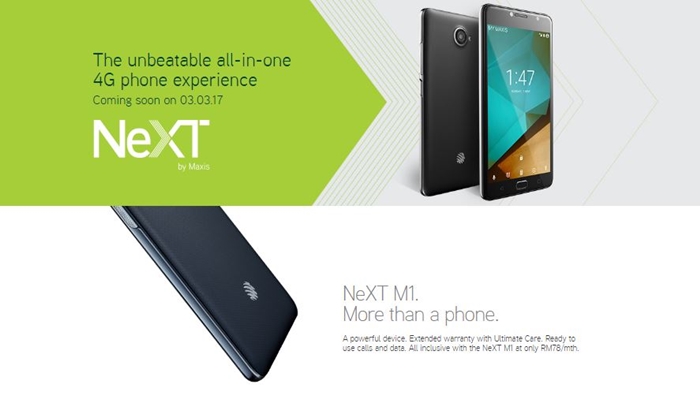 The unbeatable all-in-one
4G phone experience
Coming soon on 03.03.17
NeXT
by Maxis
1:47
NeXT M1.
More than a phone.
A powerful device. Extended warranty with Ultimate Care. Ready to
use calls and data. All inclusive with the NeXT M1 at only RM78/mth.